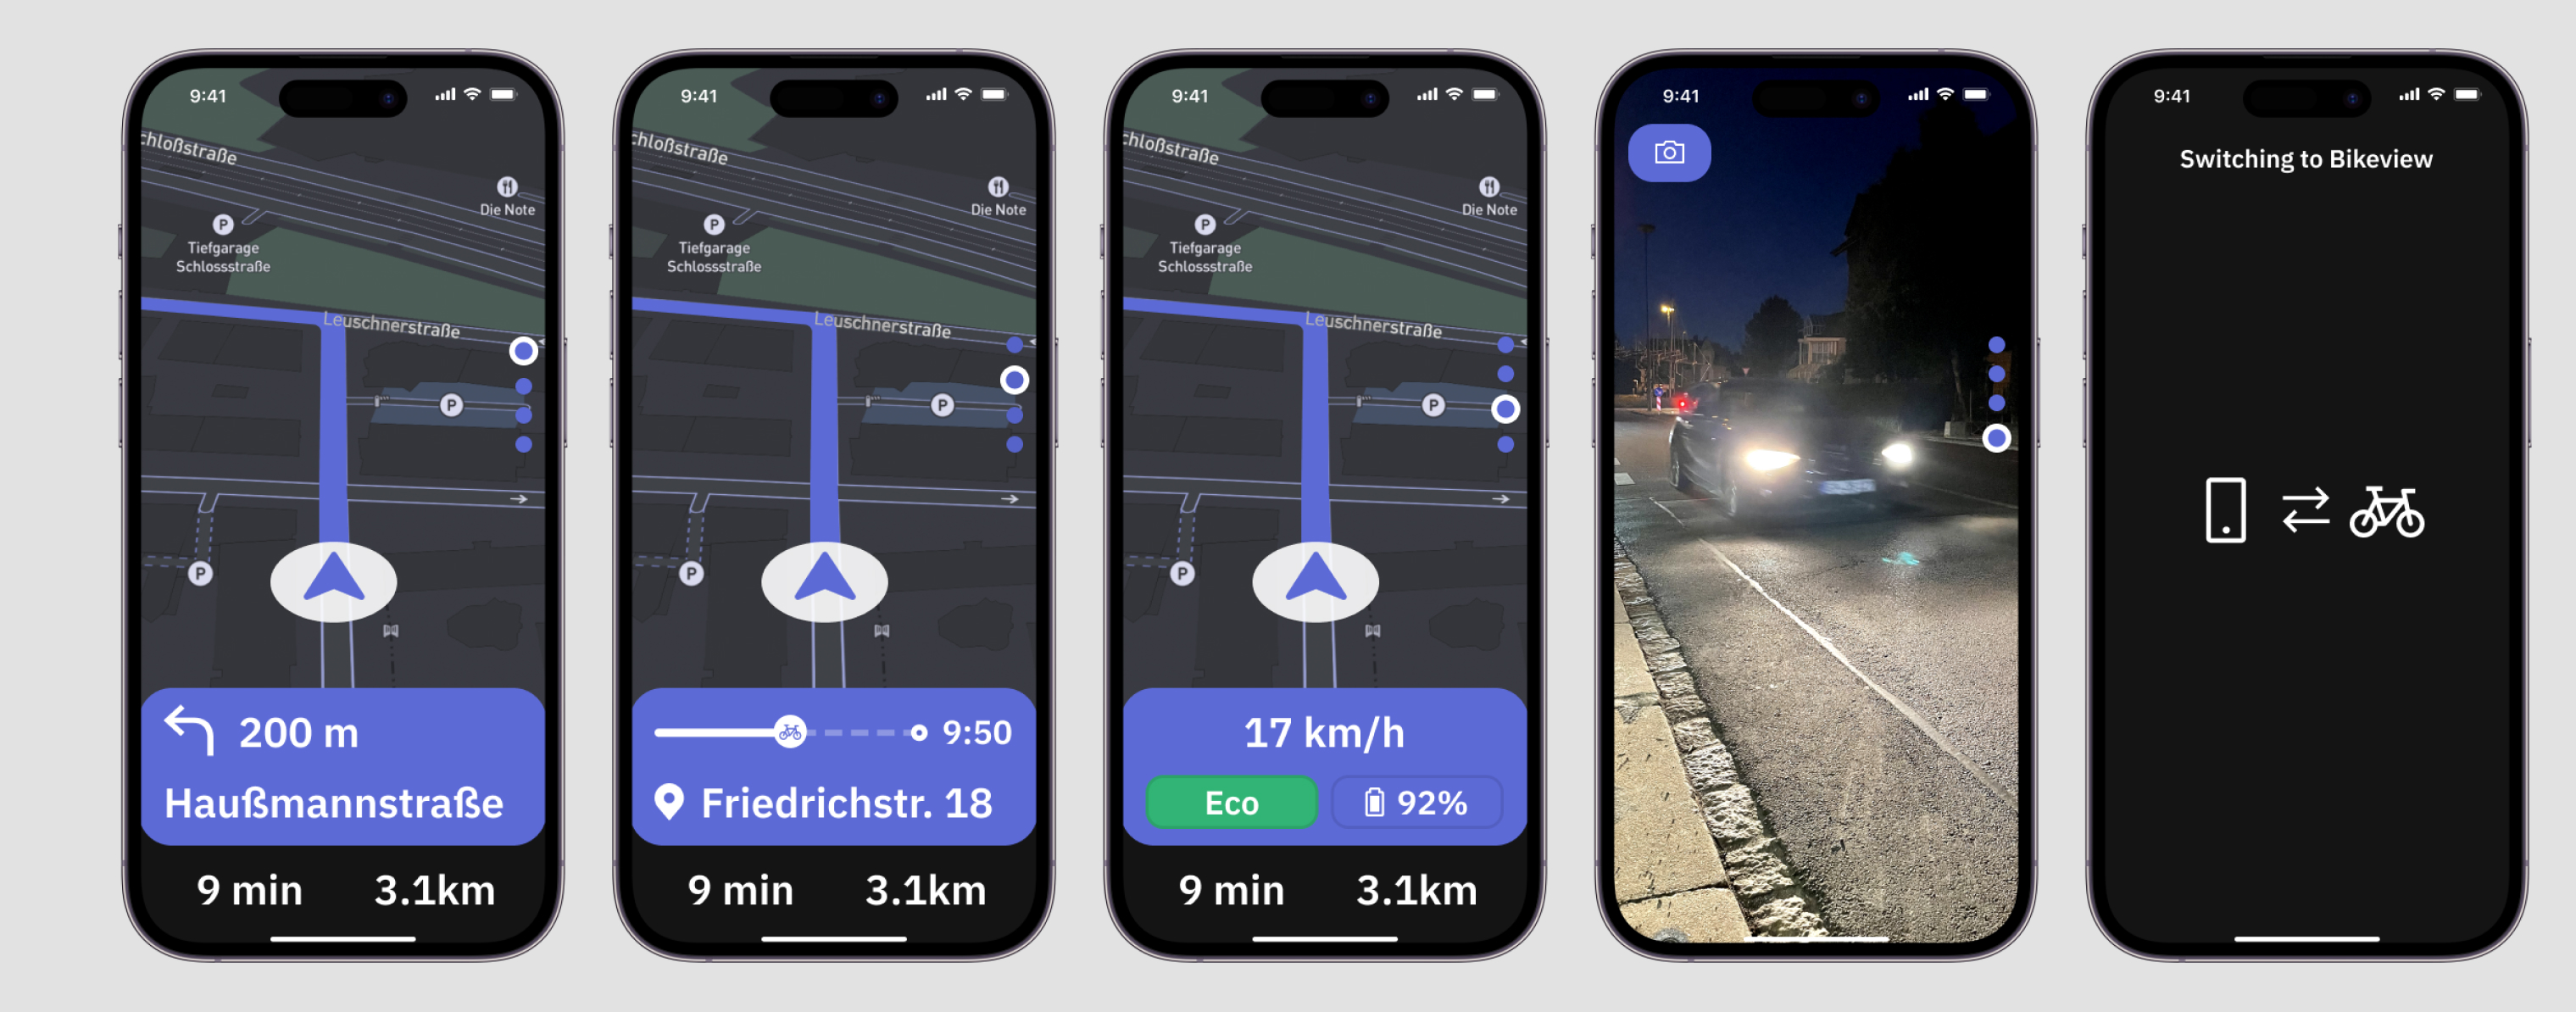 9:41
chloßstraße
Die Note
P
Tiefgarage
Schlossstraße
Leuschnerstraße
P
P
200 m
Haußmannstraße
9 min 3.1km
9:41
chloßstraße
Die Note
P
Tiefgarage
Schlossstraße
Leuschnerstraße
P
P
9:50
Friedrichstr. 18
9 min 3.1km
9:41
chloßstraße
Die Note
P
Tiefgarage
Schlossstraße
Leuschnerstraße
P
P
17 km/h
Eco 92%
9 min 3.1km
9:41
9:41
Switching to Bikeview